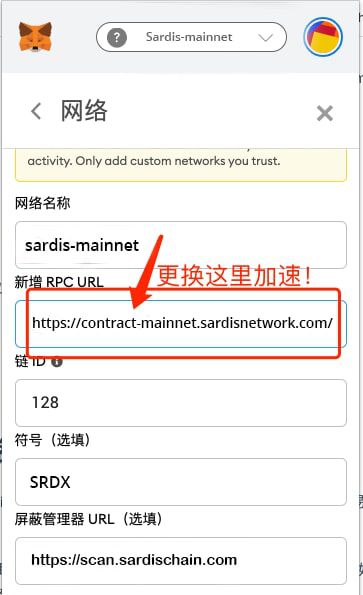 Sardis-mainnet
网络
activity. Only add custom networks you trust.
网络名称
sardis-mainnet
新增 RPC URL
更换这里加速！
https://contract-mainnet.sardisnetwork.com/
链 ID
128
符号（选填）
SRDX
屏蔽管理器 URL（选填）
https://scan.sardischain.com